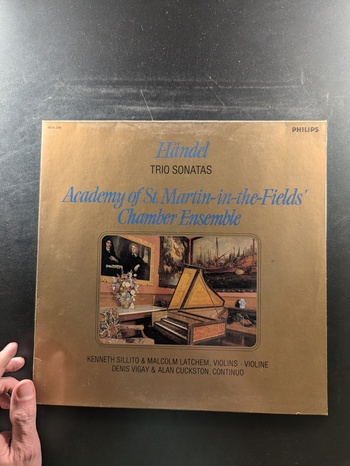 PHILIPS
Händel
TRIO SONATAS
Academy of St. Martin-in-the-Fields'
Chamber Ensemble
KENNETH SILLITO & MALCOLM LATCHEM, VIOLINS · VIOLINE
DENIS VIGAY & ALAN CUCKSTON, CONTINUO